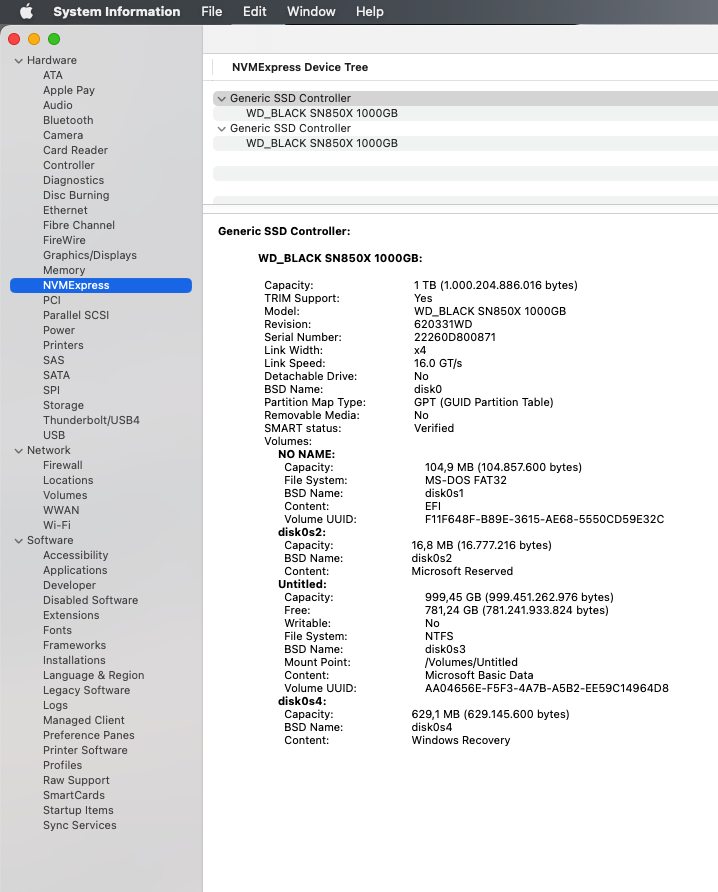 System Information File Edit Window Help
Hardware
ATA
Apple Pay
Audio
Bluetooth
Camera
Card Reader
Controller
Diagnostics
Disc Burning
Ethernet
Fibre Channel
FireWire
Graphics/Displays
Memory
NVMExpress
PCI
Parallel SCSI
Power
Printers
SAS
SATA
SPI
Storage
Thunderbolt/USB4
USB
Network
Firewall
Locations
Volumes
WWAN
Wi-Fi
Software
Accessibility
Applications
Developer
Disabled Software
Extensions
Fonts
Frameworks
Installations
Language & Region
Legacy Software
Logs
Managed Client
Preference Panes
Printer Software
Profiles
Raw Support
SmartCards
Startup Items
Sync Services
NVMExpress Device Tree
Generic SSD Controller
WD_BLACK SN850X 1000GB
Generic SSD Controller
WD_BLACK SN850X 1000GB
Generic SSD Controller:
WD_BLACK SN850X 1000GB:
Capacity: 1 TB (1.000.204.886.016 bytes)
TRIM Support: Yes
Model: WD_BLACK SN850X 1000GB
Revision: 620331WD
Serial Number: 22260D800871
Link Width: x4
Link Speed: 16.0 GT/s
Detachable Drive: No
BSD Name: disk0
Partition Map Type: GPT (GUID Partition Table)
Removable Media: No
SMART status: Verified
Volumes:
NO NAME:
Capacity: 104,9 MB (104.857.600 bytes)
File System: MS-DOS FAT32
BSD Name: disk0s1
Content: EFI
Volume UUID: F11F648F-B89E-3615-AE68-5550CD59E32C
disk0s2:
Capacity: 16,8 MB (16.777.216 bytes)
BSD Name: disk0s2
Content: Microsoft Reserved
Untitled:
Capacity: 999,45 GB (999.451.262.976 bytes)
Free: 781,24 GB (781.241.933.824 bytes)
Writable: No
File System: NTFS
BSD Name: disk0s3
Mount Point: /Volumes/Untitled
Content: Microsoft Basic Data
Volume UUID: AA04656E-F5F3-4A7B-A5B2-EE59C14964D8
disk0s4:
Capacity: 629,1 MB (629.145.600 bytes)
BSD Name: disk0s4
Content: Windows Recovery